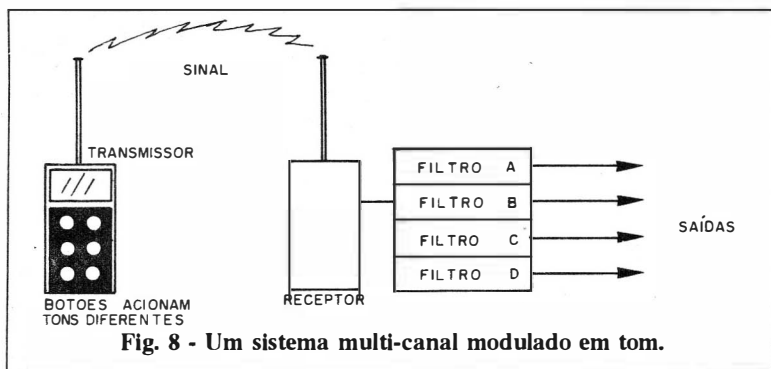 SINAL
TRANSMISSOR
FILTRO A
FILTRO B
FILTRO C
FILTRO D
SAÍDAS
BOTOES ACIONAM
TONS DIFERENTES
RECEPTOR
Fig. 8 - Um sistema multi-canal modulado em tom.